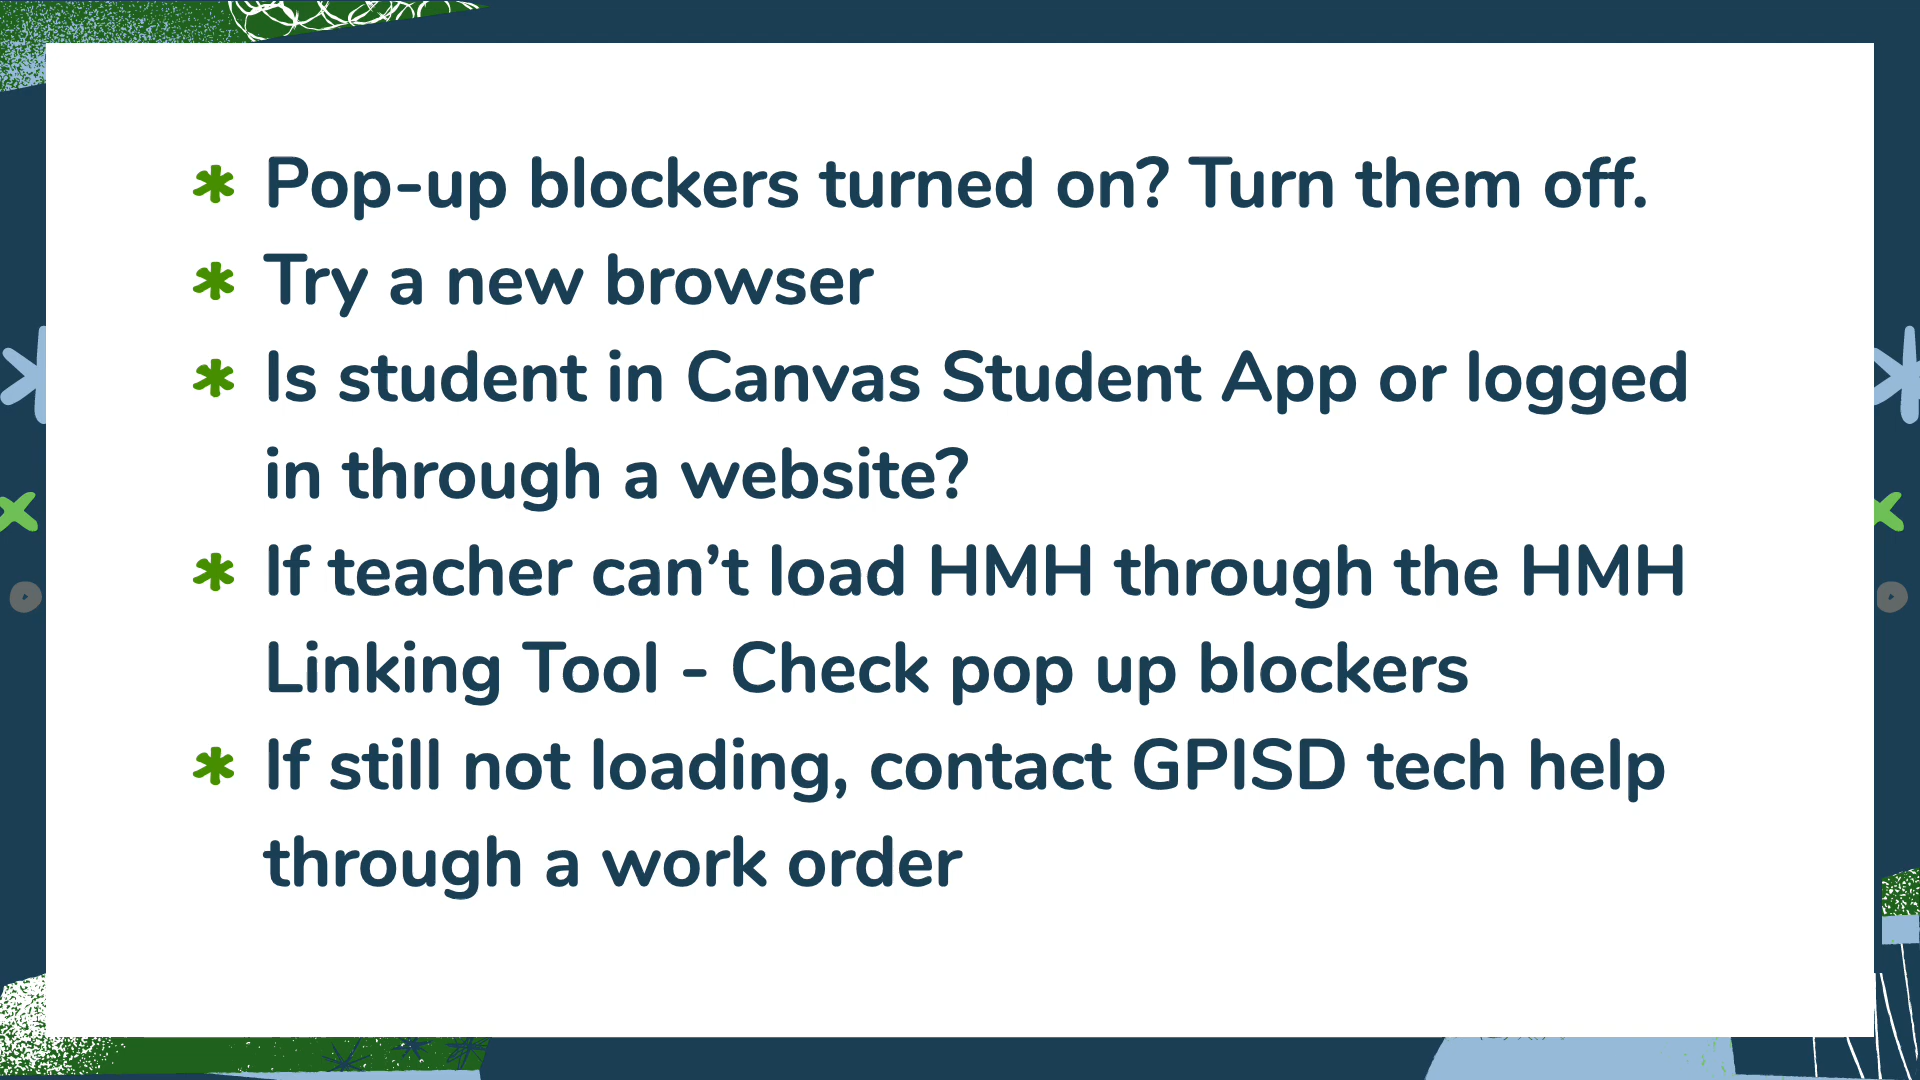 * Pop-up blockers turned on? Turn them off.
* Try a new browser
* Is student in Canvas Student App or logged
in through a website?
* If teacher can’t load HMH through the HMH
Linking Tool - Check pop up blockers
* If still not loading, contact GPISD tech help
through a work order